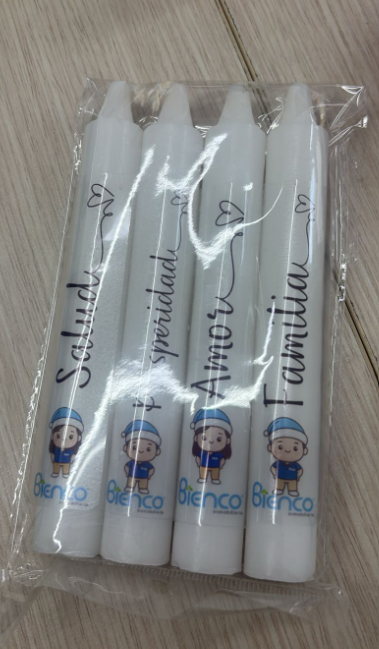 Salud
Bienco
Prosperidad
Bienco
Amor
Bienco
Familia
Bienco